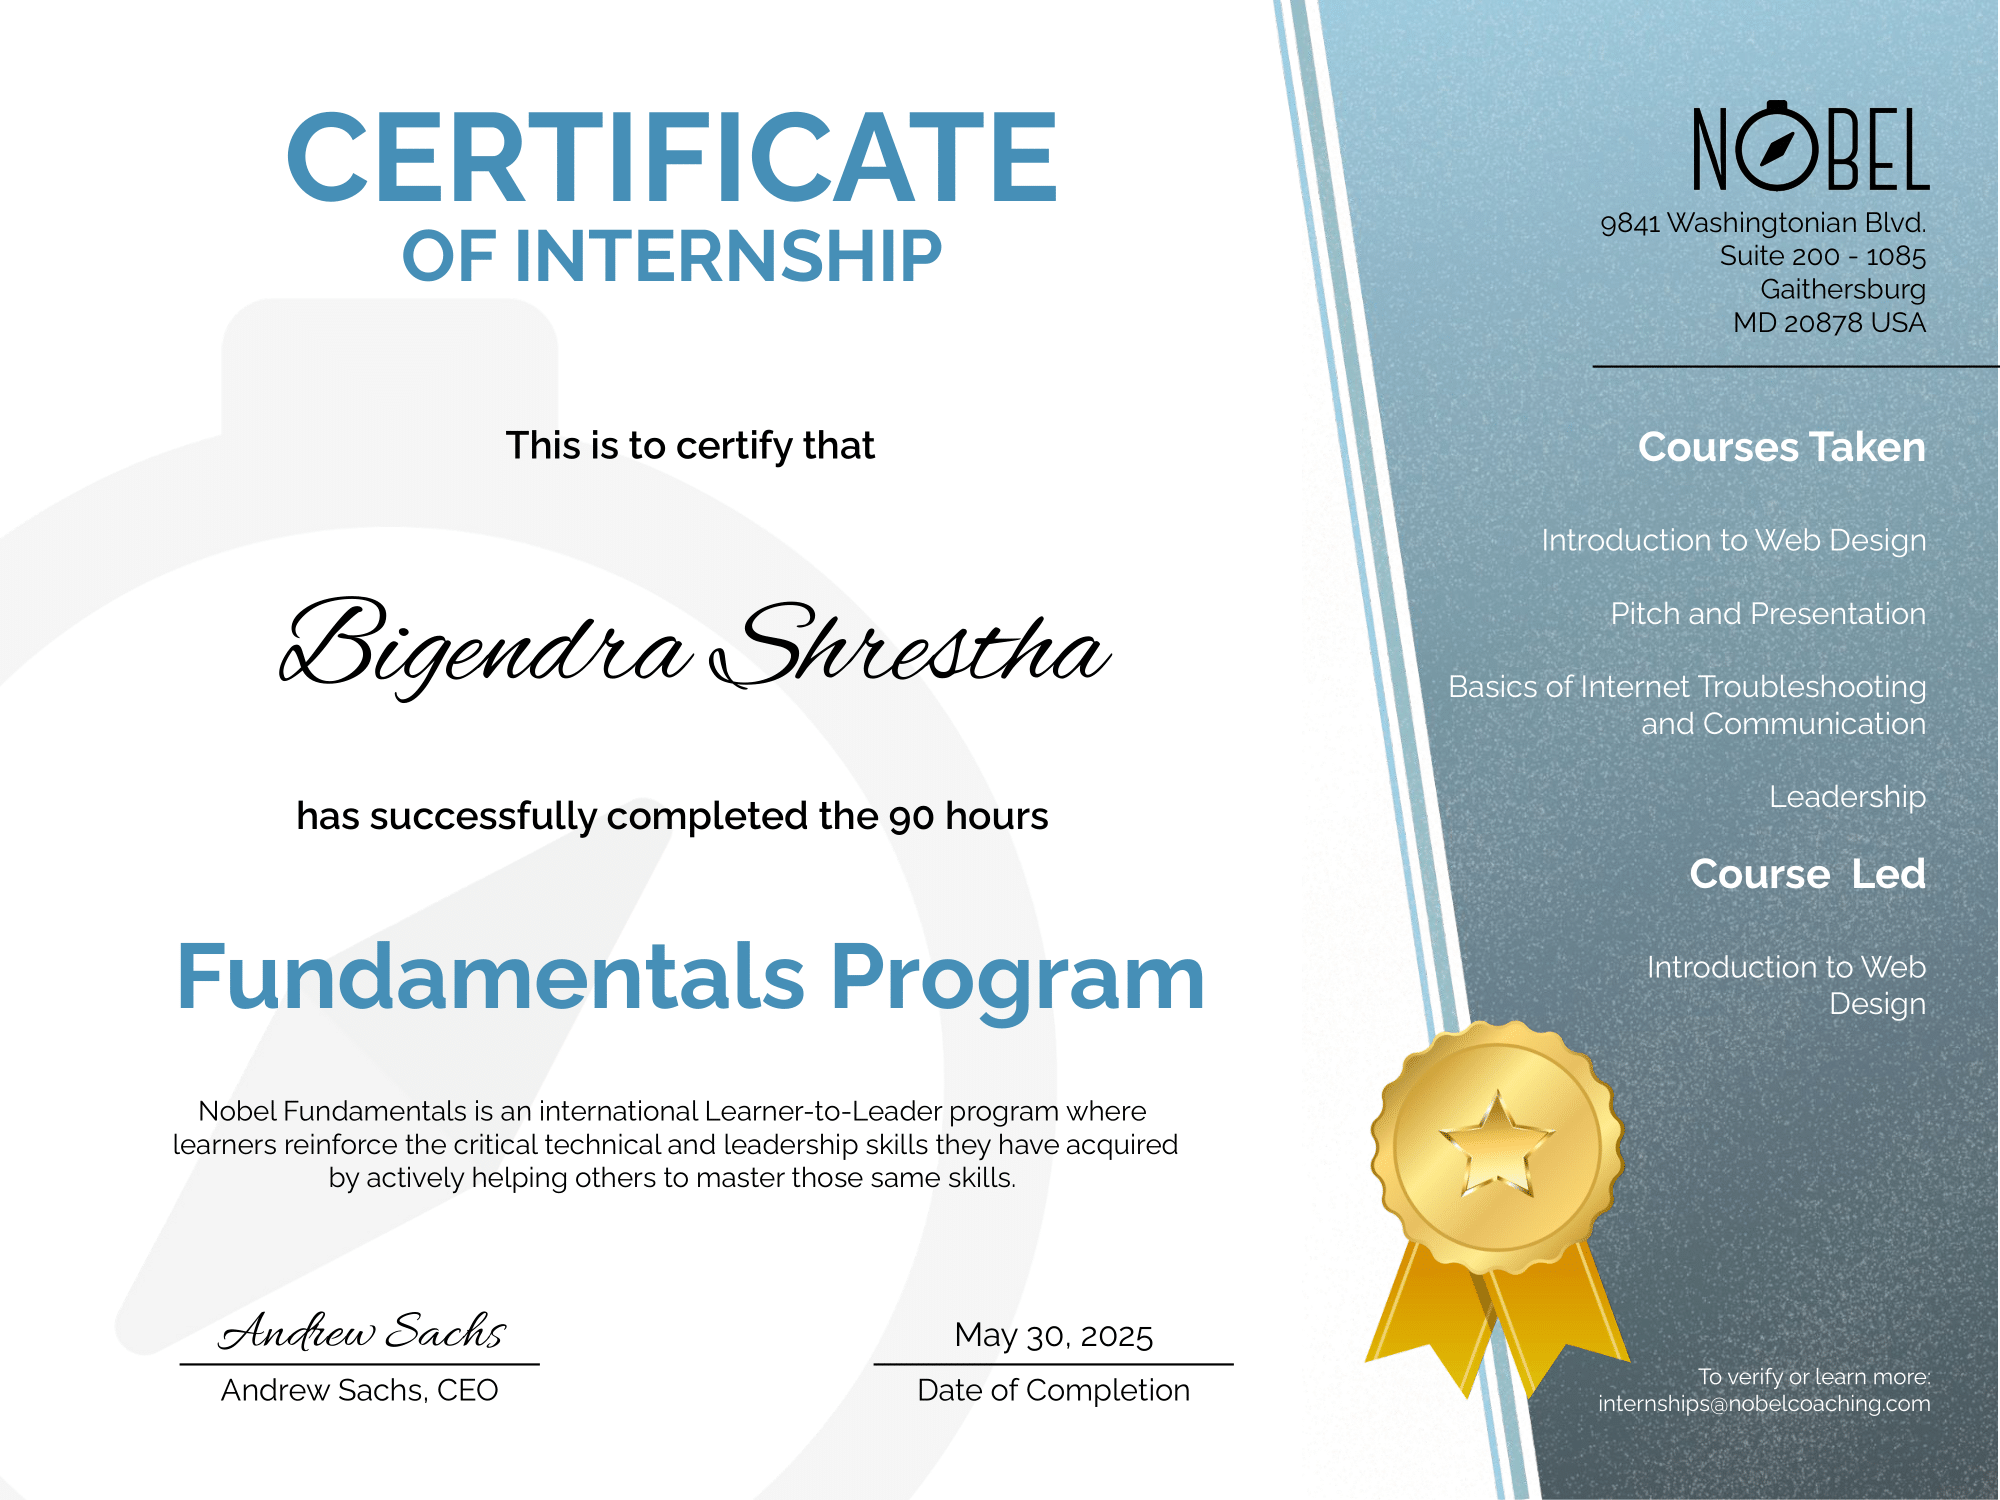 CERTIFICATE
OF INTERNSHIP
This is to certify that
Bigendra Shrestha
has successfully completed the 90 hours
Fundamentals Program
Nobel Fundamentals is an international Learner-to-Leader program where
learners reinforce the critical technical and leadership skills they have acquired
by actively helping others to master those same skills.
Andrew Sachs
Andrew Sachs, CEO
May 30, 2025
Date of Completion
NOBEL
9841 Washingtonian Blvd.
Suite 200 - 1085
Gaithersburg
MD 20878 USA
Courses Taken
Introduction to Web Design
Pitch and Presentation
Basics of Internet Troubleshooting
and Communication
Leadership
Course Led
Introduction to Web
Design
To verify or learn more:
internships@nobelcoaching.com